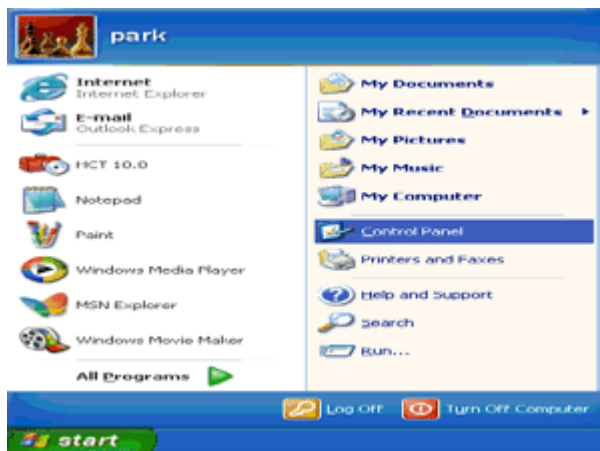 park
Internet
Internet Explorer
E-mail
Outlook Express
HCT 10.0
Notepad
Paint
Windows Media Player
MSN Explorer
Windows Movie Maker
All Programs
My Documents
My Recent Documents
My Pictures
My Music
My Computer
Control Panel
Printers and Faxes
Help and Support
Search
Run...
Log Off
Turn Off Computer
start